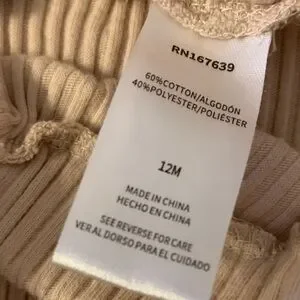 RN167639
60%COTTON/ALGODÓN
40%POLYESTER/POLIÉSTER
12M
MADE IN CHINA
HECHO EN CHINA
SEE REVERSE FOR CARE
VER AL DORSO PARA EL CUIDADO